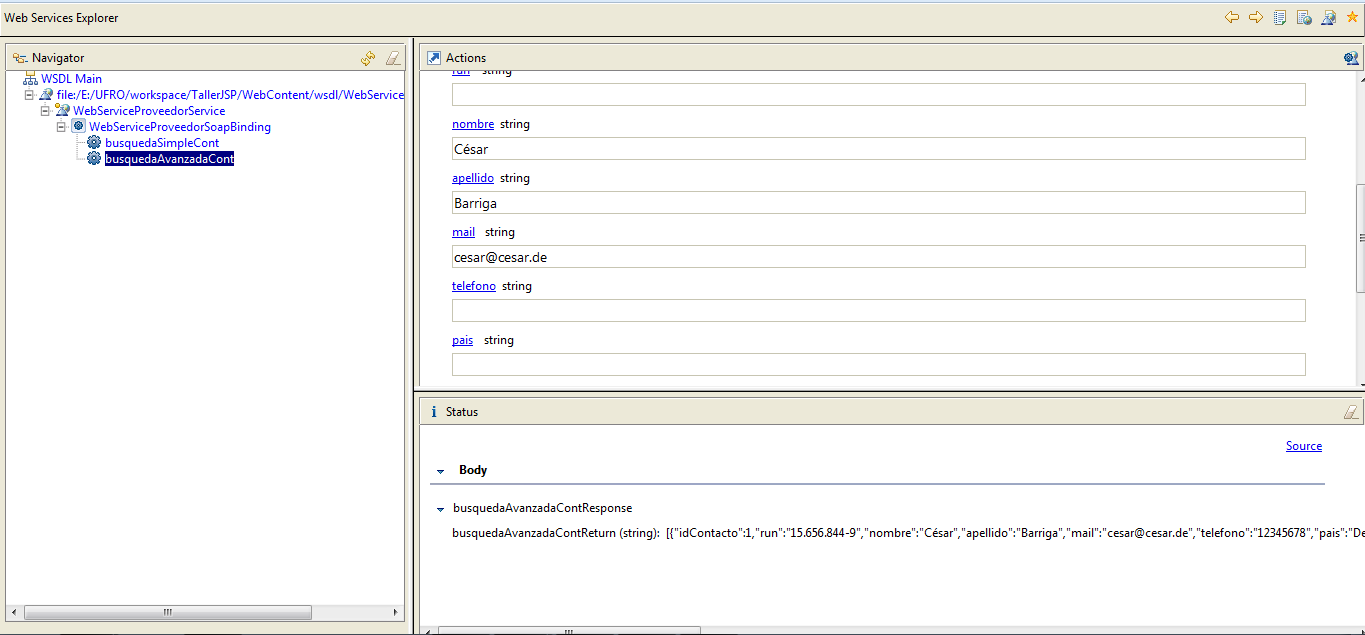 Web Services Explorer
Navigator
WSDL Main
file:/E:/UFRO/workspace/TallerJSP/WebContent/wsdl/WebService
WebServiceProveedorService
WebServiceProveedorSoapBinding
busquedaSimpleCont
busquedaAvanzadaCont
Actions
run string
nombre string
César
apellido string
Barriga
mail string
cesar@cesar.de
telefono string
pais string
Status
Source
Body
busquedaAvanzadaContResponse
busquedaAvanzadaContReturn (string): [{"idContacto":1,"run":"15.656.844-9","nombre":"César","apellido":"Barriga","mail":"cesar@cesar.de","telefono":"12345678","pais":"De